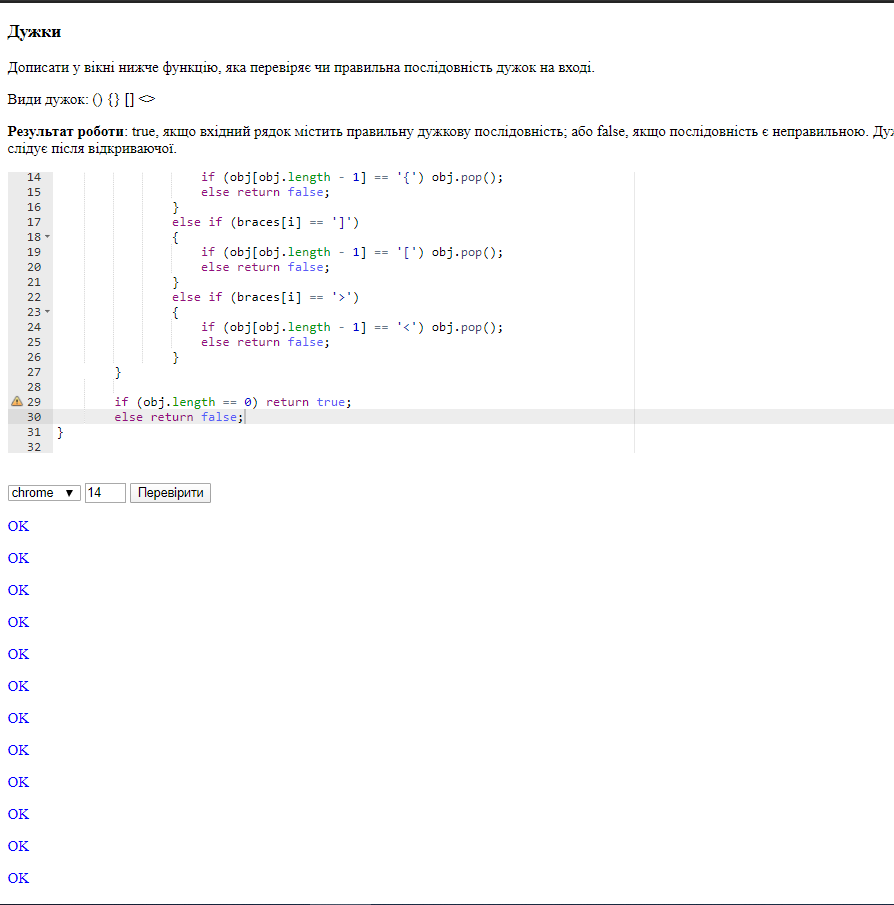 Дужки
Дописати у вікні нижче функцію, яка перевіряє чи правильна послідовність дужок на вході.
Види дужок: () {} [] <>
Результат роботи: true, якщо вхідний рядок містить правильну дужкову послідовність; або false, якщо послідовність є неправильною.
слідує після відкриваючої.
14 if (obj[obj.length - 1] == '{') obj.pop();
15 else return false;
16 }
17 else if (braces[i] == ']')
18 {
19 if (obj[obj.length - 1] == '[') obj.pop();
20 else return false;
21 }
22 else if (braces[i] == '>')
23 {
24 if (obj[obj.length - 1] == '<') obj.pop();
25 else return false;
26 }
27 }
28
29 if (obj.length == 0) return true;
30 else return false;
31 }
32
chrome ▼ 14 Перевірити
OK
OK
OK
OK
OK
OK
OK
OK
OK
OK
OK
OK